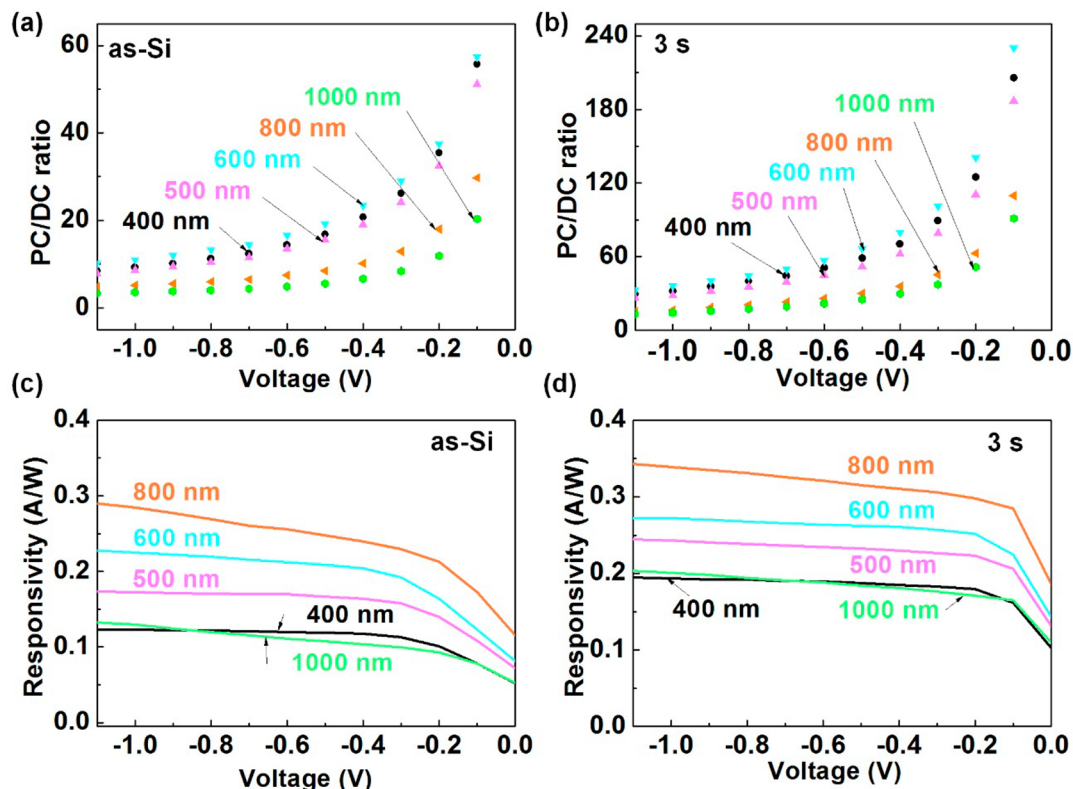 (a)
as-Si
60
40
20
0
PC/DC ratio
1000 nm
800 nm
600 nm
500 nm
400 nm
-1.0 -0.8 -0.6 -0.4 -0.2 0.0
Voltage (V)
(b)
3 s
240
180
120
60
0
PC/DC ratio
1000 nm
800 nm
600 nm
500 nm
400 nm
-1.0 -0.8 -0.6 -0.4 -0.2 0.0
Voltage (V)
(c)
as-Si
0.4
0.3
0.2
0.1
0.0
Responsivity (A/W)
800 nm
600 nm
500 nm
400 nm
1000 nm
-1.0 -0.8 -0.6 -0.4 -0.2 0.0
Voltage (V)
(d)
3 s
0.4
0.3
0.2
0.1
0.0
Responsivity (A/W)
800 nm
600 nm
500 nm
400 nm
1000 nm
-1.0 -0.8 -0.6 -0.4 -0.2 0.0
Voltage (V)